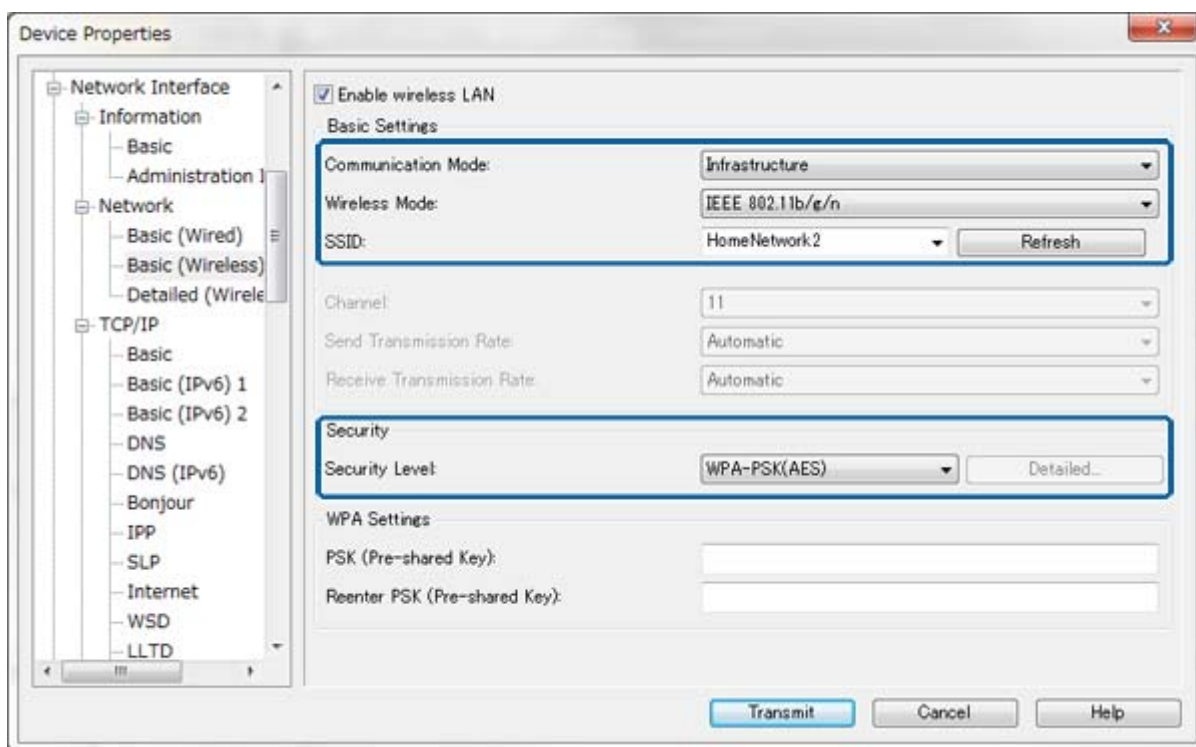 Device Properties
Network Interface
Information
Basic
Administration I
Network
Basic (Wired)
Basic (Wireless)
Detailed (Wirele
TCP/IP
Basic
Basic (IPv6) 1
Basic (IPv6) 2
DNS
DNS (IPv6)
Bonjour
IPP
SLP
Internet
WSD
LLTD
Enable wireless LAN
Basic Settings
Communication Mode: Infrastructure
Wireless Mode: IEEE 802.11b/g/n
SSID: HomeNetwork2 Refresh
Channel: 11
Send Transmission Rate: Automatic
Receive Transmission Rate: Automatic
Security
Security Level: WPA-PSK(AES) Detailed...
WPA Settings
PSK (Pre-shared Key):
Reenter PSK (Pre-shared Key):
Transmit Cancel Help